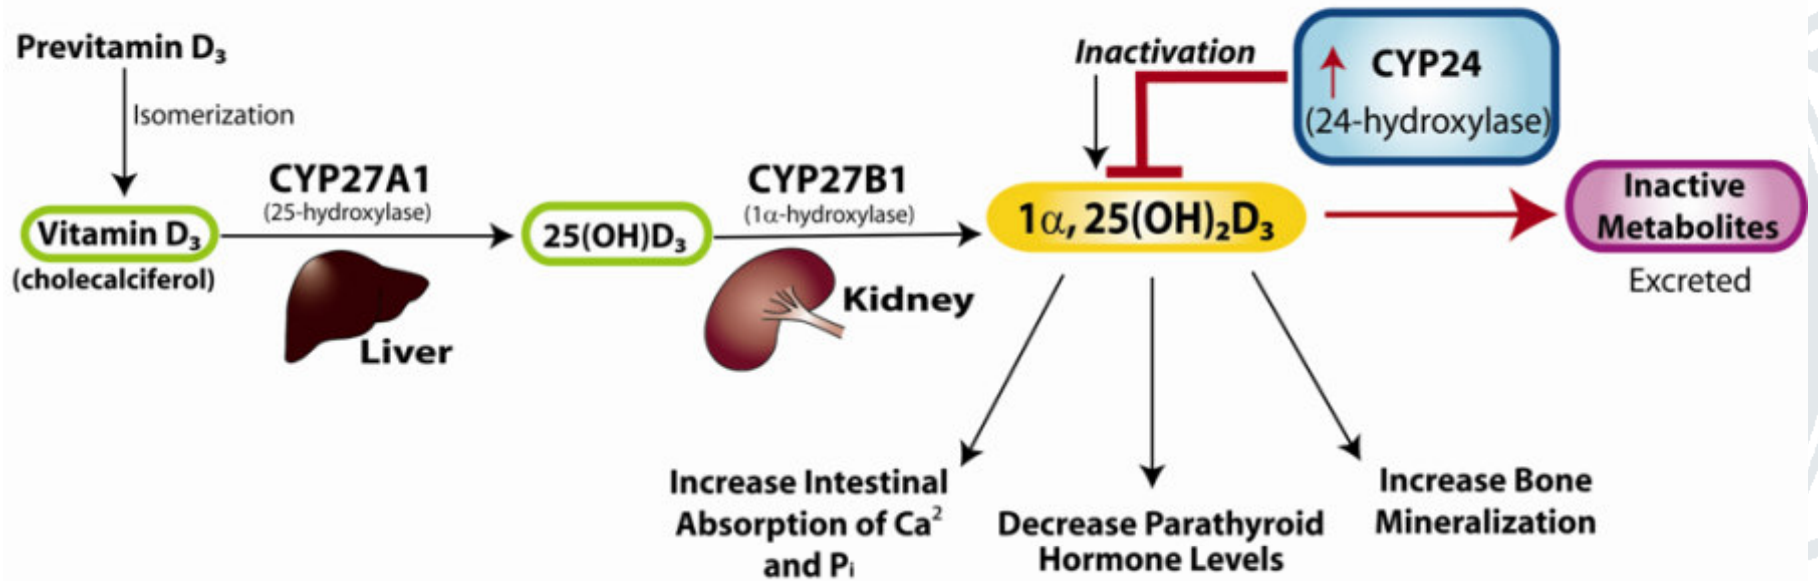 Previtamin D₃
Isomerization
Vitamin D₃
(cholecalciferol)
CYP27A1
(25-hydroxylase)
Liver
25(OH)D₃
CYP27B1
(1α-hydroxylase)
Kidney
Inactivation
CYP24
(24-hydroxylase)
1α, 25(OH)₂D₃
Inactive
Metabolites
Excreted
Increase Intestinal
Absorption of Ca²
and Pᵢ
Decrease Parathyroid
Hormone Levels
Increase Bone
Mineralization